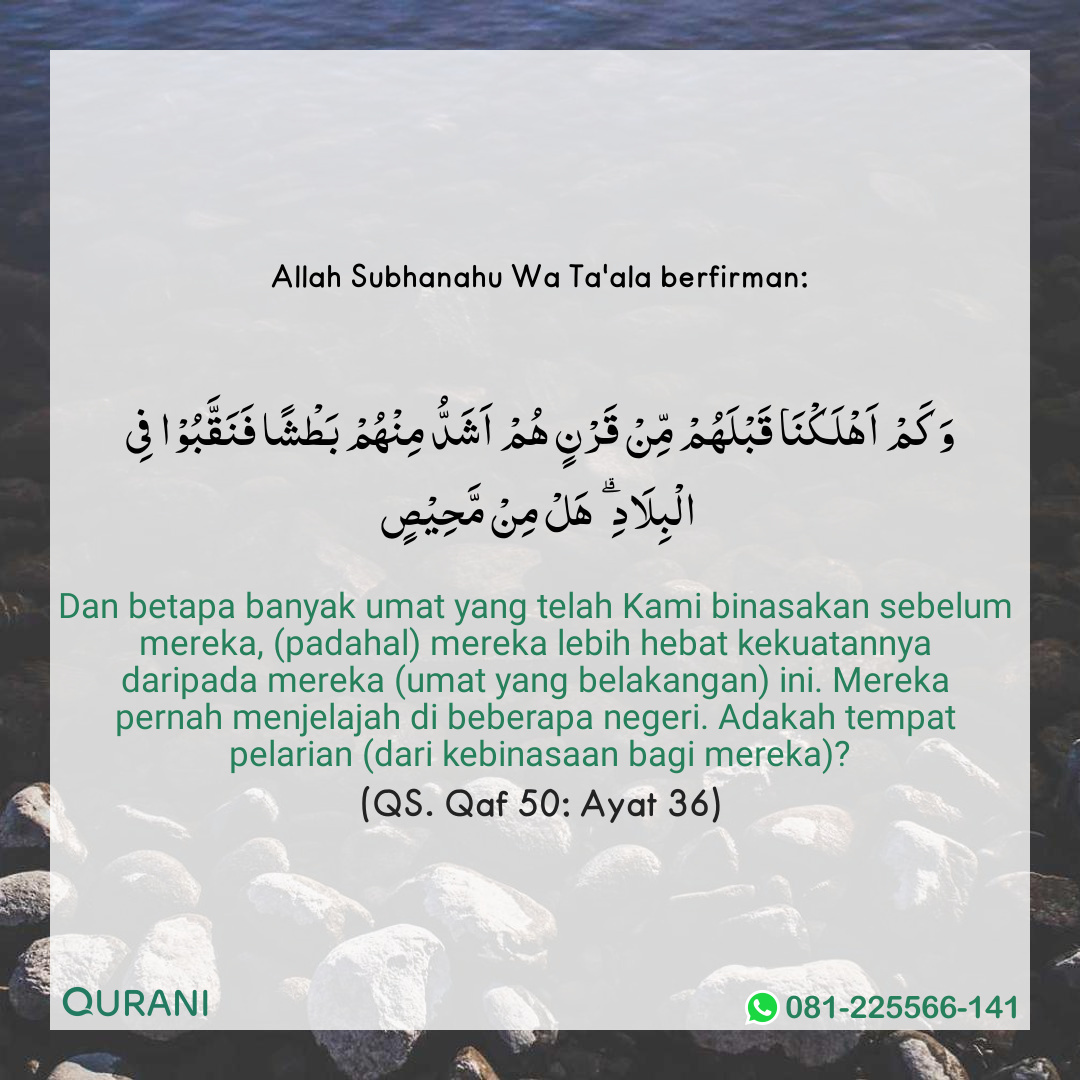 Allah Subhanahu Wa Ta'ala berfirman:
وَكَمْ اَهْلَكْنَا قَبْلَهُمْ مِّنْ قَرْنٍ هُمْ اَشَدُّ مِنْهُمْ بَطْشًا فَنَقَّبُوْا فِى
الْبِلَادِۗ هَلْ مِنْ مَّحِيْصٍ
Dan betapa banyak umat yang telah Kami binasakan sebelum
mereka, (padahal) mereka lebih hebat kekuatannya
daripada mereka (umat yang belakangan) ini. Mereka
pernah menjelajah di beberapa negeri. Adakah tempat
pelarian (dari kebinasaan bagi mereka)?
(QS. Qaf 50: Ayat 36)
QURANI
081-225566-141